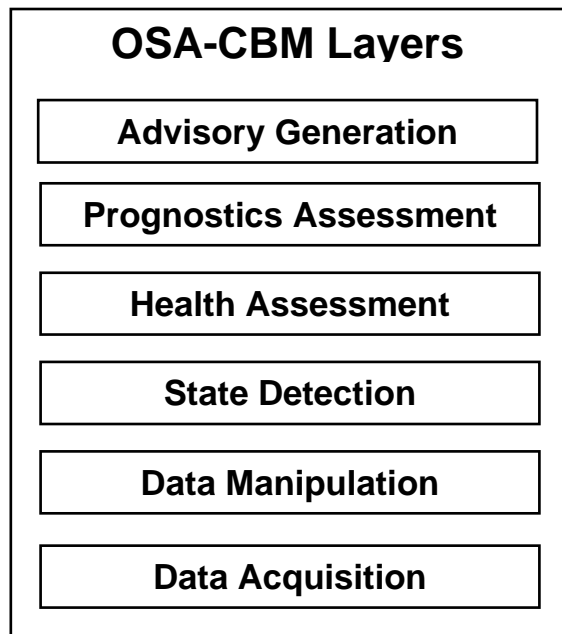 OSA-CBM Layers
Advisory Generation
Prognostics Assessment
Health Assessment
State Detection
Data Manipulation
Data Acquisition